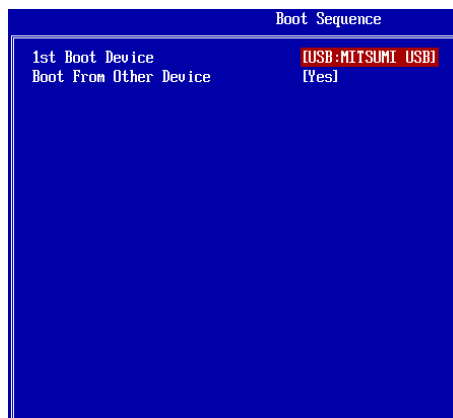 Boot Sequence
1st Boot Device [USB:MITSUMI USB]
Boot From Other Device [Yes]